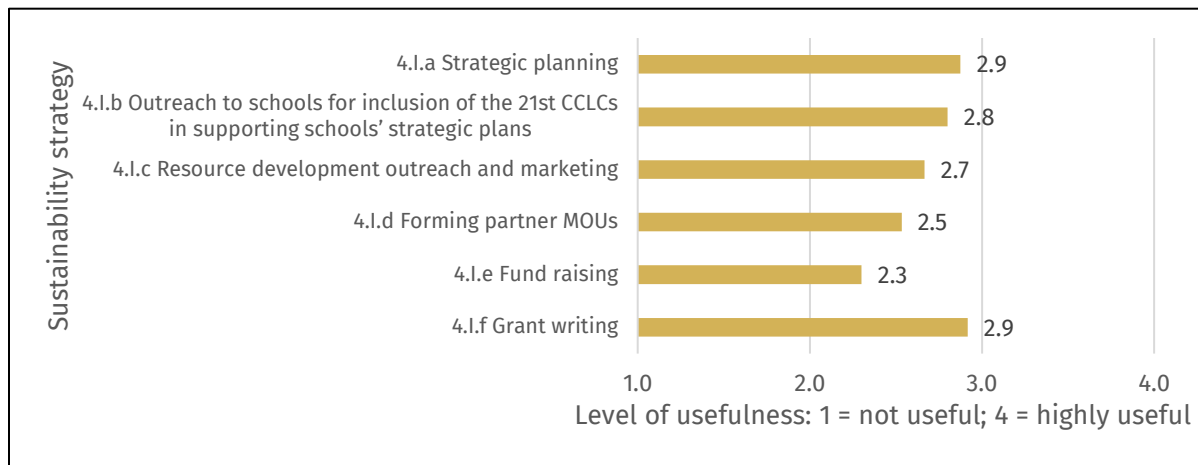 Sustainability strategy
4.I.a Strategic planning
2.9
4.I.b Outreach to schools for inclusion of the 21st CCLCs
in supporting schools’ strategic plans
2.8
4.I.c Resource development outreach and marketing
2.7
4.I.d Forming partner MOUs
2.5
4.I.e Fund raising
2.3
4.I.f Grant writing
2.9
1.0 2.0 3.0 4.0
Level of usefulness: 1 = not useful; 4 = highly useful